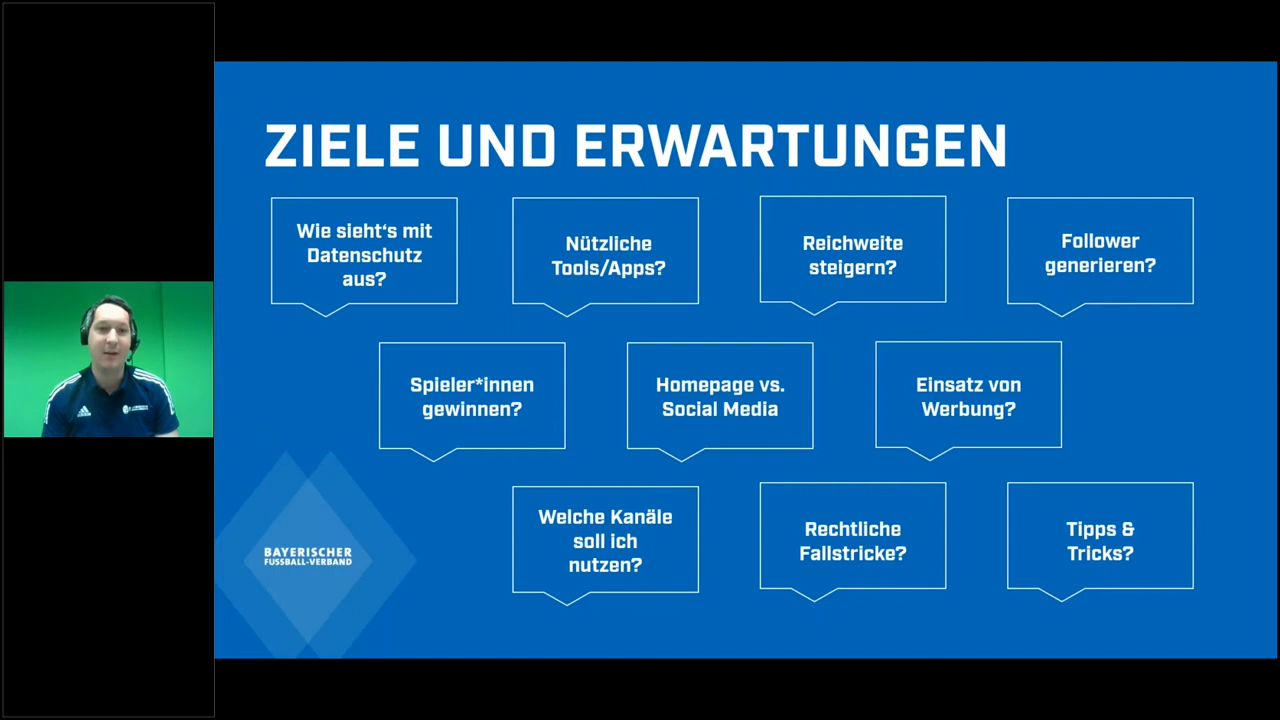 ZIELE UND ERWARTUNGEN
Wie sieht‘s mit
Datenschutz
aus?
Nützliche
Tools/Apps?
Reichweite
steigern?
Follower
generieren?
Spieler*innen
gewinnen?
Homepage vs.
Social Media
Einsatz von
Werbung?
Welche Kanäle
soll ich
nutzen?
Rechtliche
Fallstricke?
Tipps &
Tricks?
BAYERISCHER
FUSSBALL-VERBAND